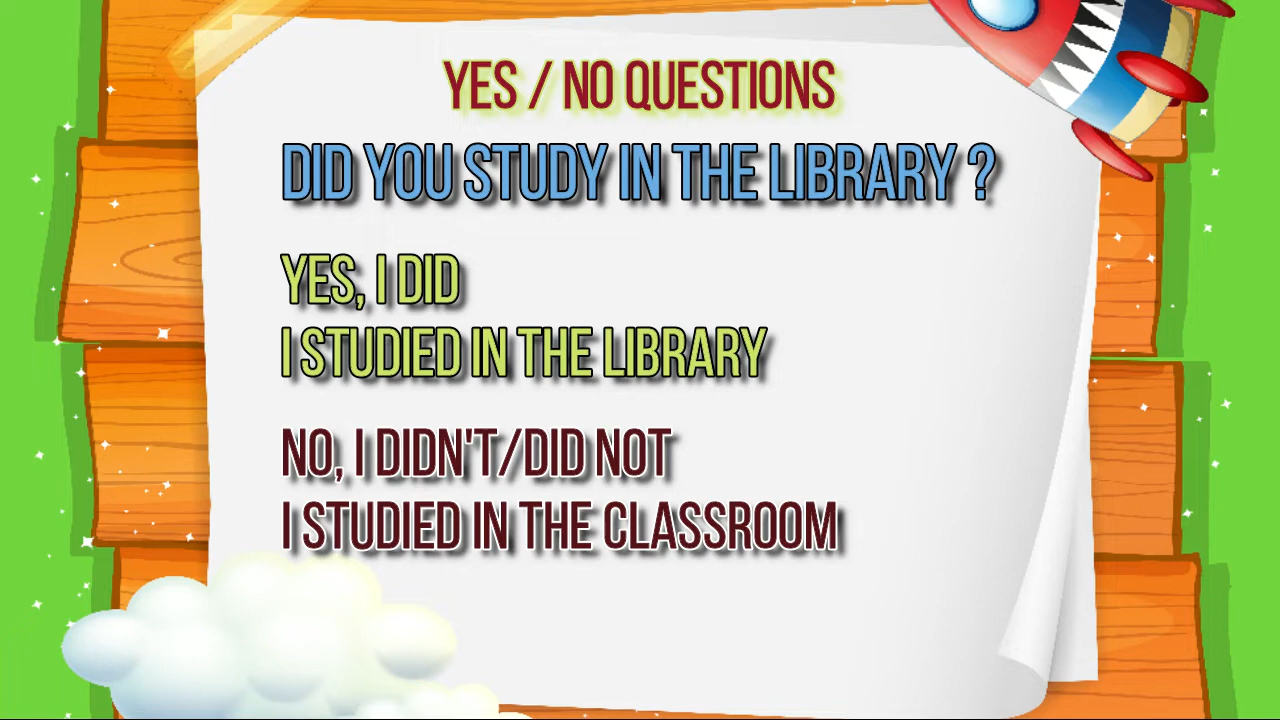 YES / NO QUESTIONS
DID YOU STUDY IN THE LIBRARY ?
YES, I DID
I STUDIED IN THE LIBRARY
NO, I DIDN'T/DID NOT
I STUDIED IN THE CLASSROOM